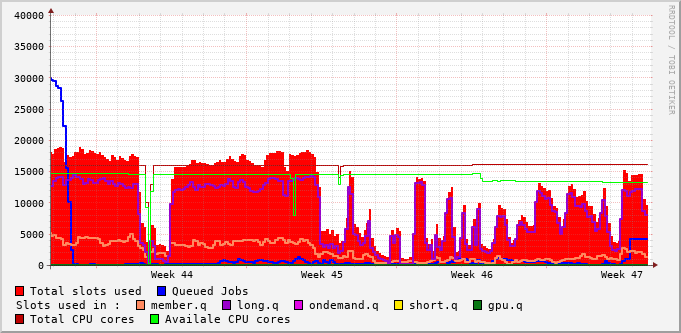 40000
35000
30000
25000
20000
15000
10000
5000
0
Week 44 Week 45 Week 46 Week 47
RRDTOOL / TOBI OETIKER
Total slots used Queued Jobs
Slots used in : member.q long.q ondemand.q short.q gpu.q
Total CPU cores Availale CPU cores